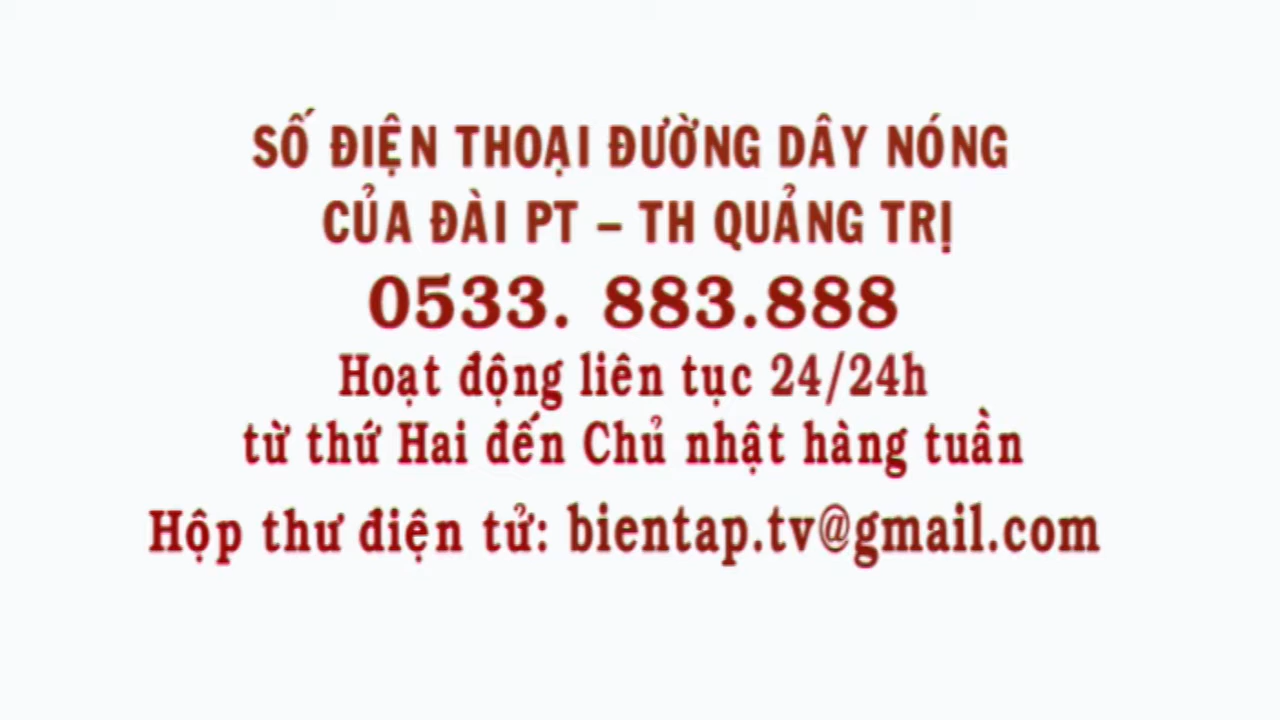 SỐ ĐIỆN THOẠI ĐƯỜNG DÂY NÓNG
CỦA ĐÀI PT – TH QUẢNG TRỊ
0533. 883.888
Hoạt động liên tục 24/24h
từ thứ Hai đến Chủ nhật hàng tuần
Hộp thư điện tử: bientap.tv@gmail.com